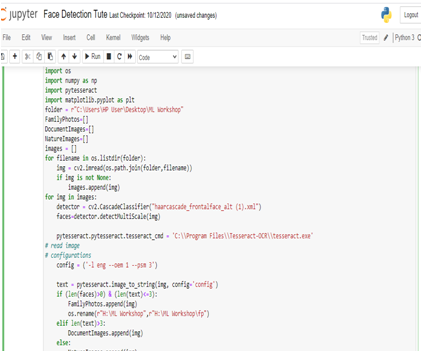 jupyter Face Detection Tute Last Checkpoint: 10/12/2020 (unsaved changes)
Logout
File Edit View Insert Cell Kernel Widgets Help
Trusted Python 3
Run Code
import os
import numpy as np
import pytesseract
import matplotlib.pyplot as plt
folder = r"C:\Users\HP User\Desktop\ML Workshop"
FamilyPhotos=[]
DocumentImages=[]
NatureImages=[]
images = []
for filename in os.listdir(folder):
img = cv2.imread(os.path.join(folder,filename))
if img is not None:
images.append(img)
for img in images:
detector = cv2.CascadeClassifier("haarcascade_frontalface_alt (1).xml")
faces=detector.detectMultiScale(img)
pytesseract.pytesseract.tesseract_cmd = 'C:\\Program Files\\Tesseract-OCR\\tesseract.exe'
# read image
# configurations
config = ('-l eng --oem 1 --psm 3')
text = pytesseract.image_to_string(img, config='config')
if (len(faces)>0) & (len(text)<=3):
FamilyPhotos.append(img)
os.rename(r"H:\ML Workshop",r"H:\ML Workshop\fp")
elif len(text)>3:
DocumentImages.append(img)
else: